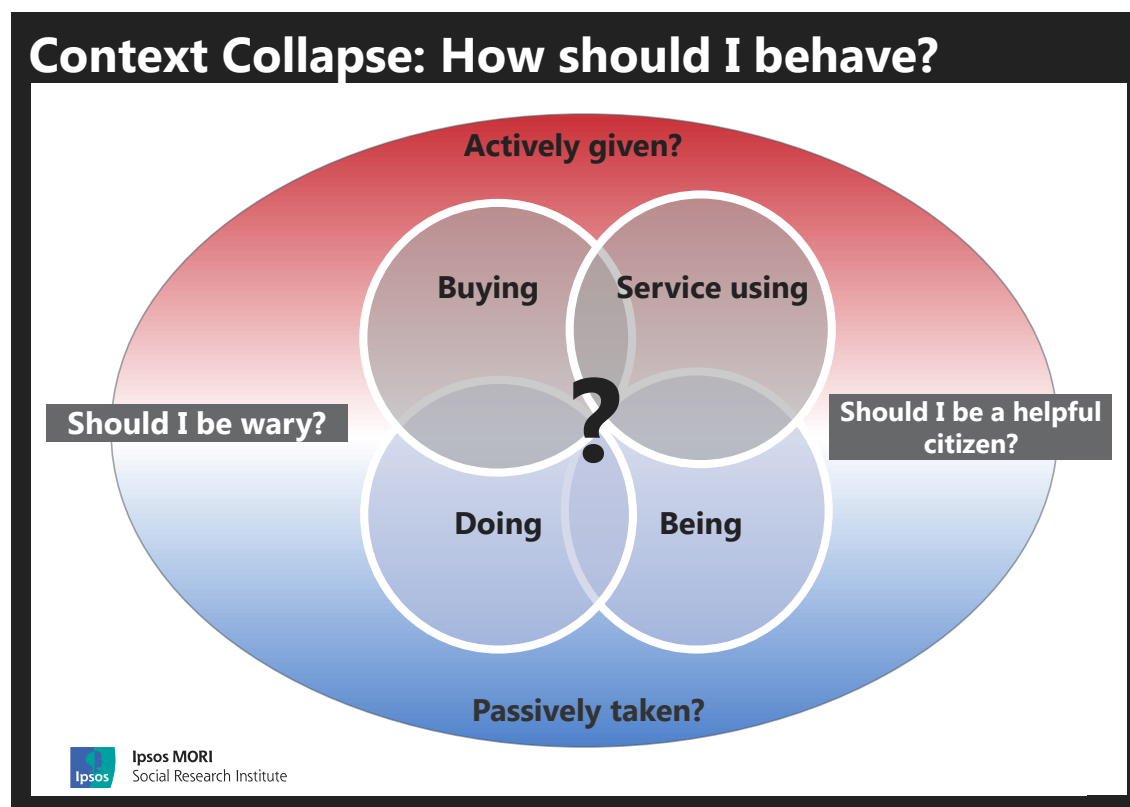 Context Collapse: How should I behave?
Actively given?
Buying
Service using
?
Should I be wary?
Should I be a helpful
citizen?
Doing
Being
Passively taken?
Ipsos
Ipsos MORI
Social Research Institute